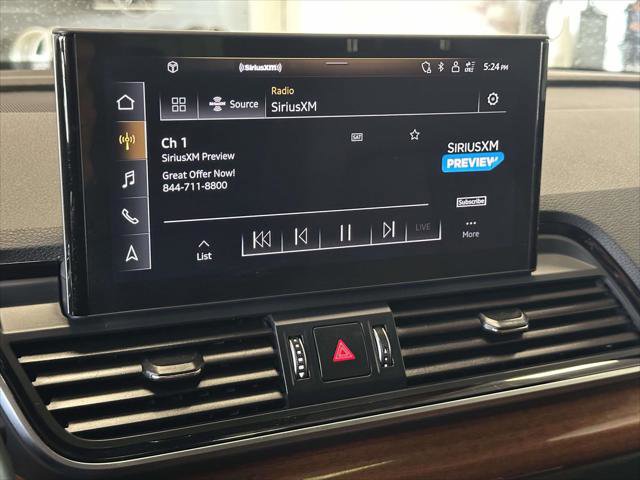 ((SiriusXM))
LTE
5:24 PM
Radio
Source
SiriusXM
Ch 1
SAT
SiriusXM Preview
SIRIUSXM
PREVIEW
Great Offer Now!
844-711-8800
Subscribe
LIVE
More
List